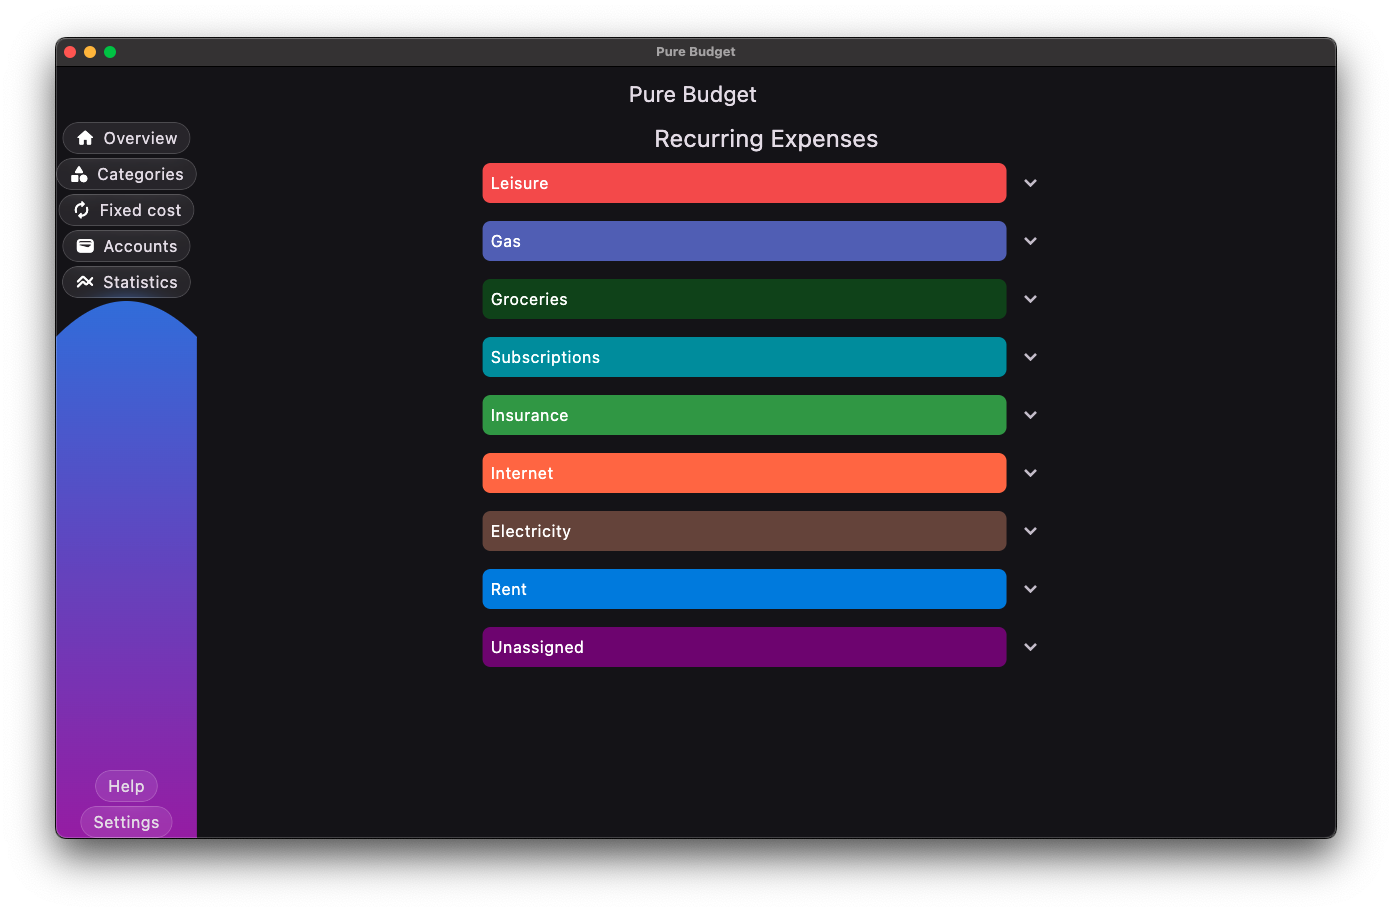 Pure Budget
Pure Budget
Overview
Categories
Fixed cost
Accounts
Statistics
Help
Settings
Recurring Expenses
Leisure
Gas
Groceries
Subscriptions
Insurance
Internet
Electricity
Rent
Unassigned